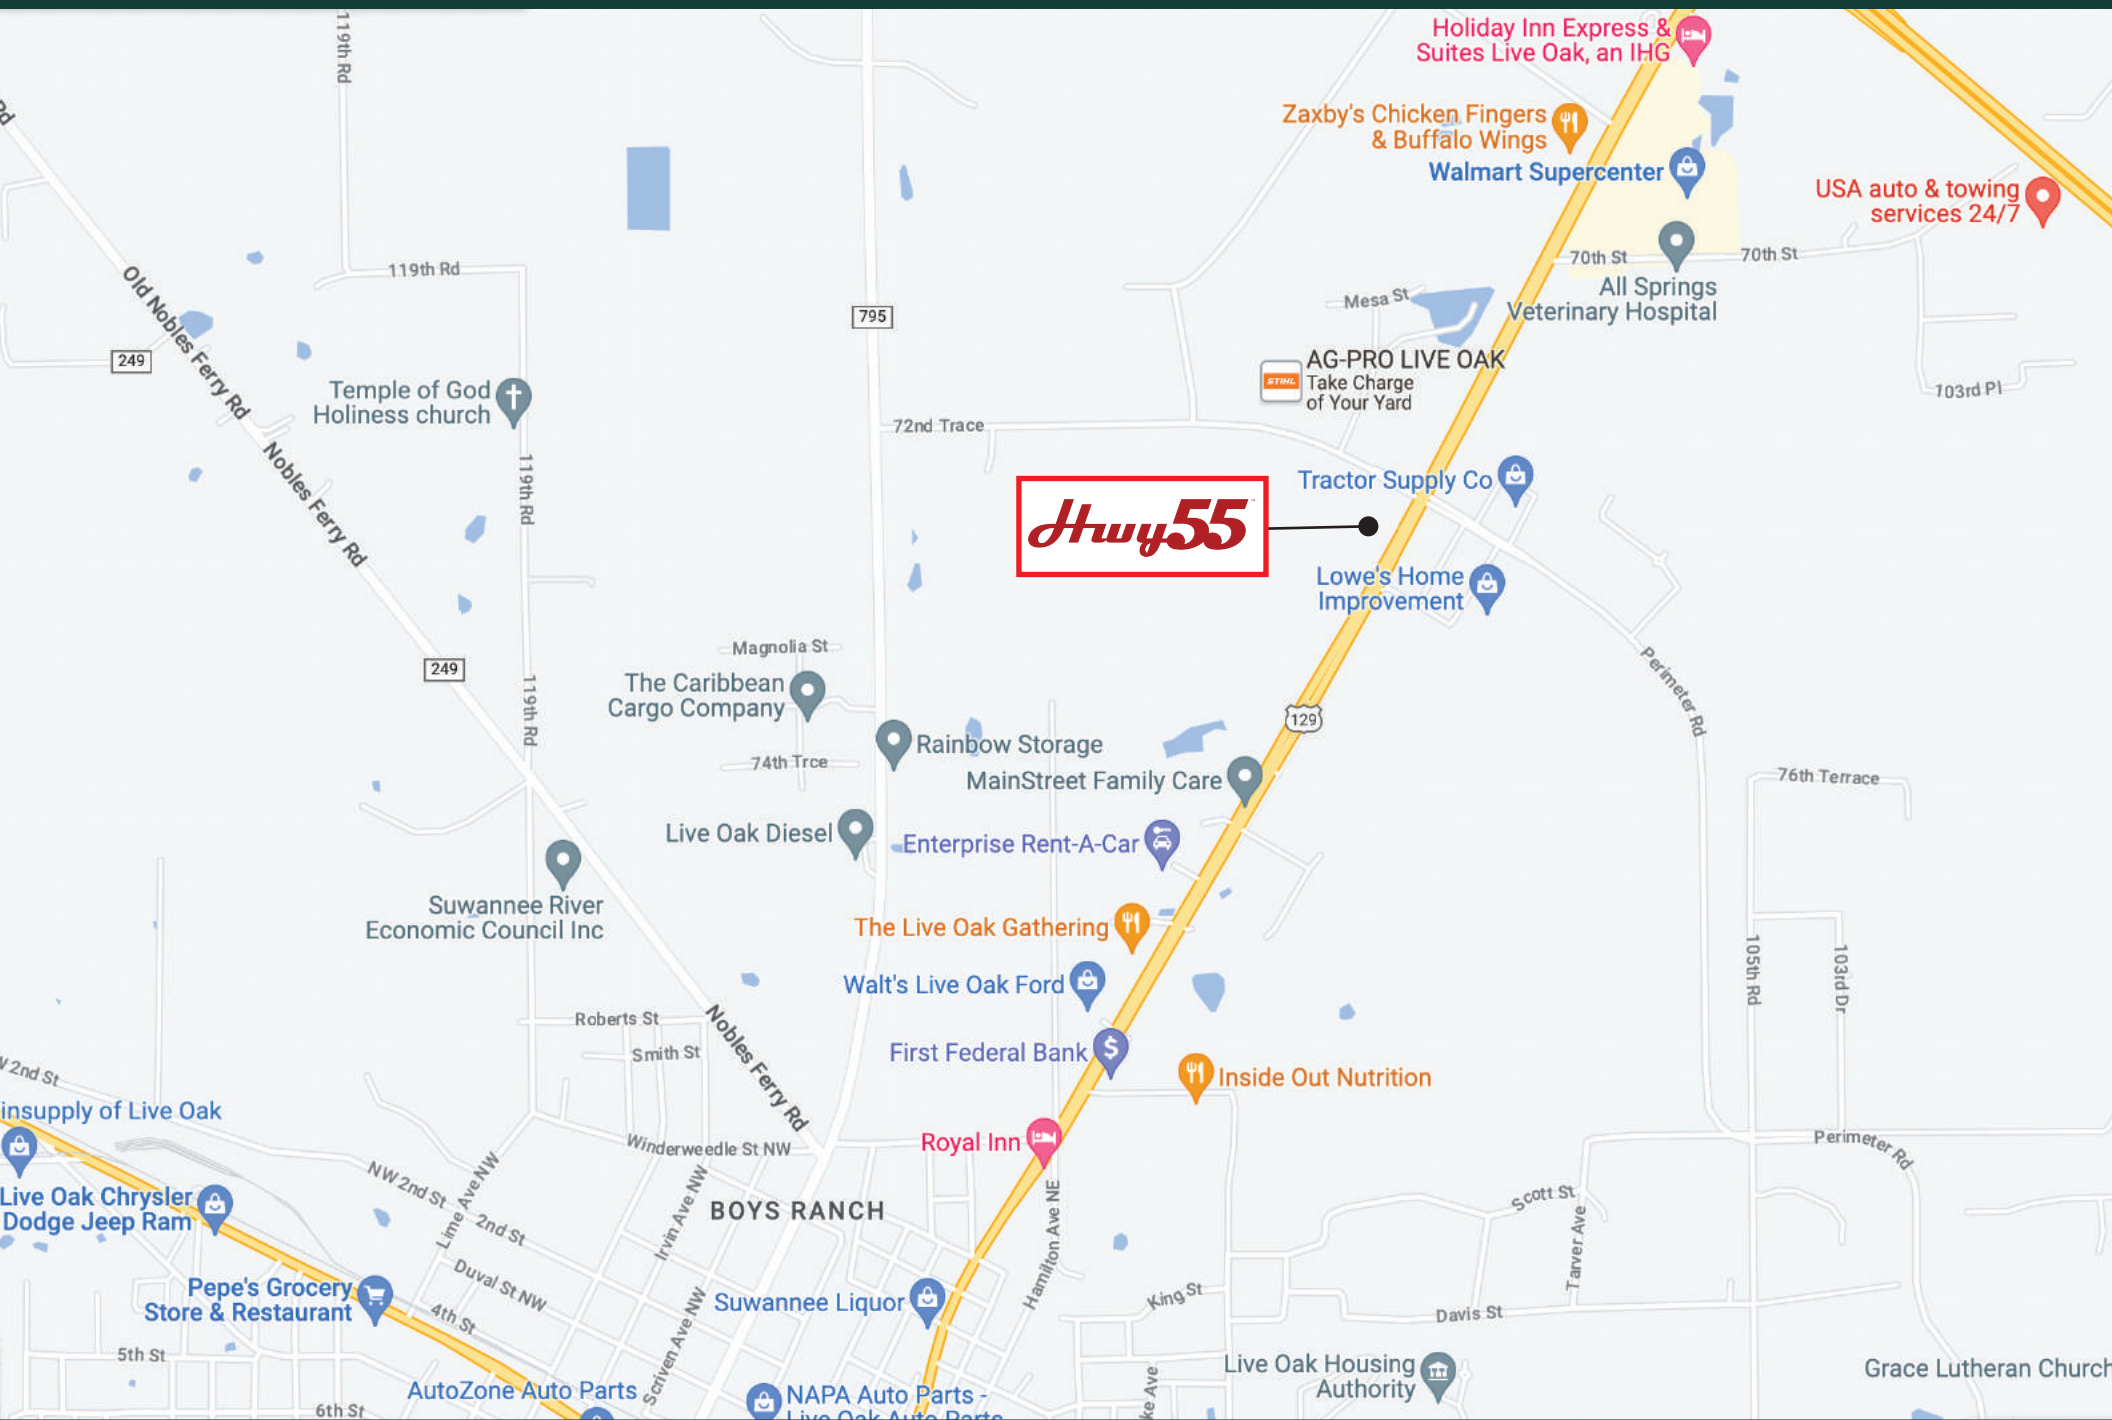 119th Rd
Holiday Inn Express &
Suites Live Oak, an IHG
Rd
Zaxby's Chicken Fingers
& Buffalo Wings
Walmart Supercenter
USA auto & towing
services 24/7
70th St
70th St
119th Rd
Old Nobles Ferry Rd
All Springs
Veterinary Hospital
Mesa St
795
249
AG-PRO LIVE OAK
STIHL
Take Charge
of Your Yard
103rd Pl
Temple of God
Holiness church
72nd Trace
Nobles Ferry Rd
119th Rd
Tractor Supply Co
Hwy55
Lowe's Home
Improvement
Magnolia St
249
The Caribbean
Cargo Company
119th Rd
Perimeter Rd
129
Rainbow Storage
74th Trce
MainStreet Family Care
76th Terrace
Live Oak Diesel
Enterprise Rent-A-Car
Suwannee River
Economic Council Inc
The Live Oak Gathering
105th Rd
103rd Dr
Walt's Live Oak Ford
Roberts St
Smith St
Nobles Ferry Rd
First Federal Bank
Inside Out Nutrition
2nd St
insupply of Live Oak
Winderweedle St NW
Royal Inn
Perimeter Rd
NW 2nd St
Lime Ave NW
Live Oak Chrysler
Dodge Jeep Ram
2nd St
Irvin Ave NW
BOYS RANCH
Hamilton Ave NE
Scott St
Tarver Ave
Duval St NW
Pepe's Grocery
Store & Restaurant
4th St
Scriven Ave NW
Suwannee Liquor
King St
Davis St
5th St
Live Oak Housing
Authority
Grace Lutheran Church
AutoZone Auto Parts
NAPA Auto Parts -
Live Oak Auto Parts
ke Ave
6th St